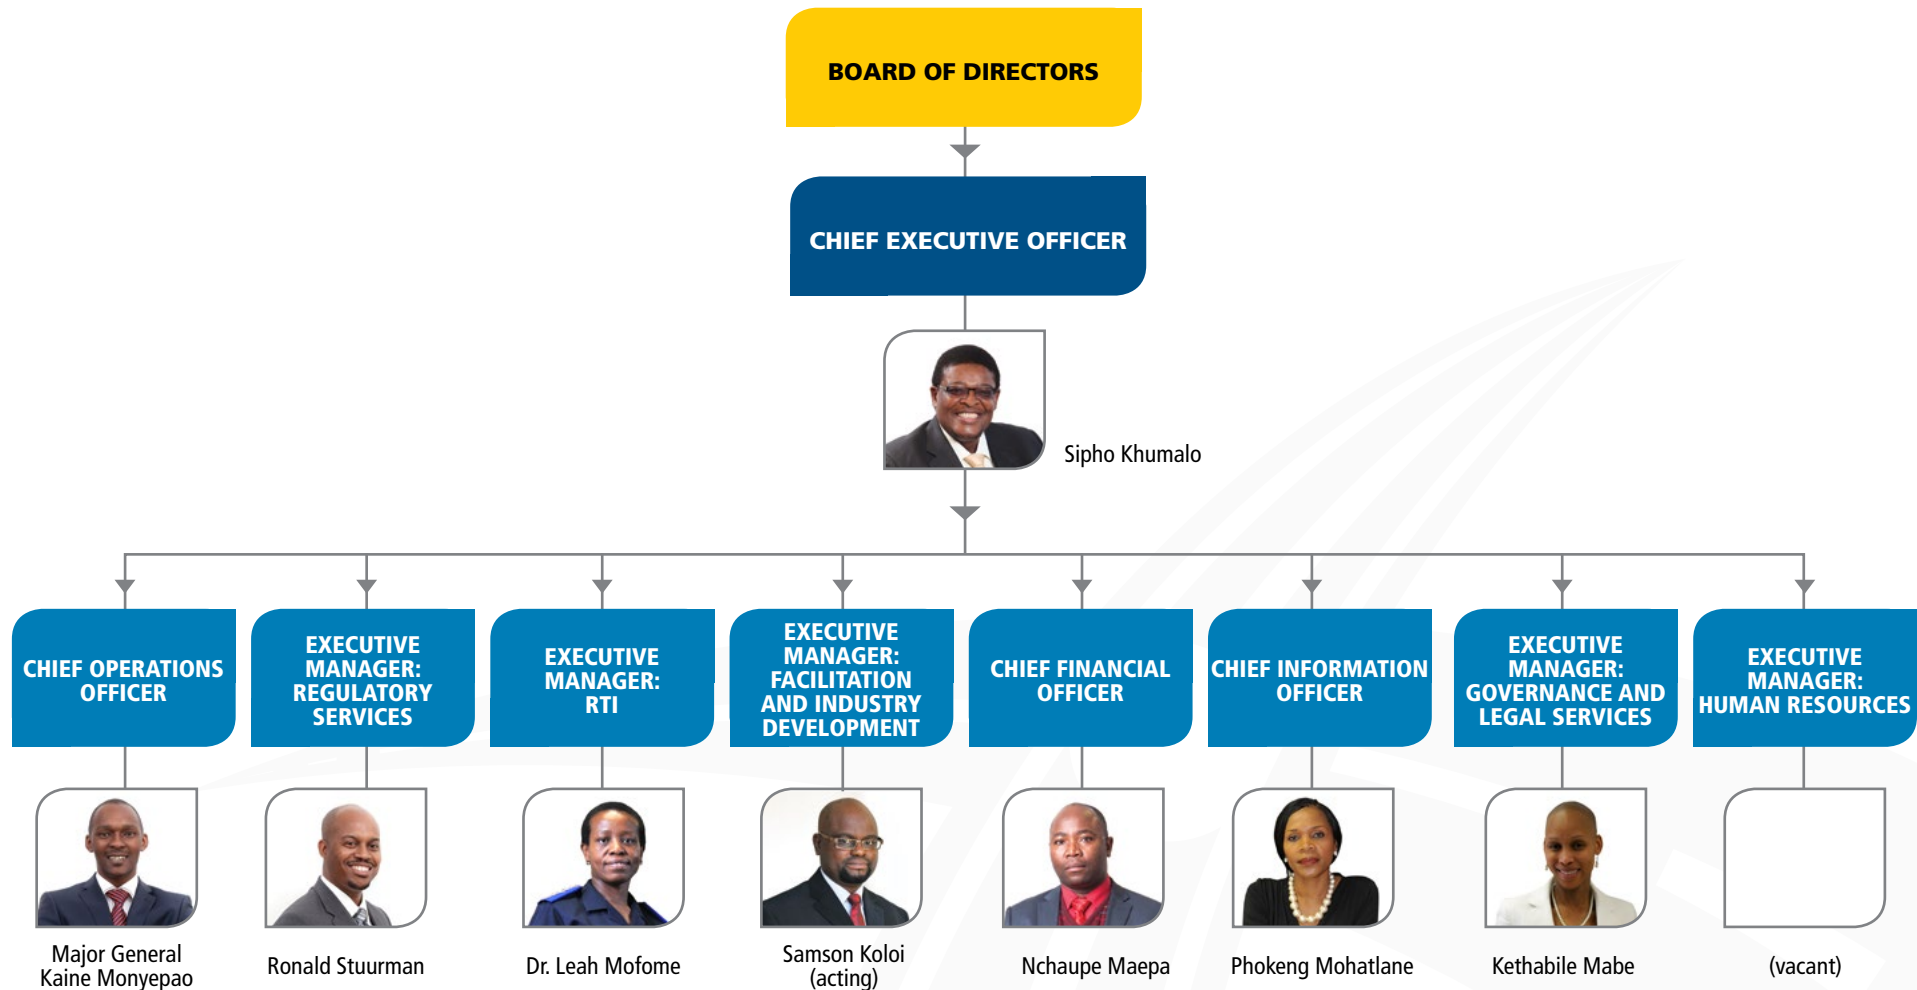 BOARD OF DIRECTORS
CHIEF EXECUTIVE OFFICER
Sipho Khumalo
CHIEF OPERATIONS
OFFICER
EXECUTIVE
MANAGER:
REGULATORY
SERVICES
EXECUTIVE
MANAGER:
RTI
EXECUTIVE
MANAGER:
FACILITATION
AND INDUSTRY
DEVELOPMENT
CHIEF FINANCIAL
OFFICER
CHIEF INFORMATION
OFFICER
EXECUTIVE
MANAGER:
GOVERNANCE AND
LEGAL SERVICES
EXECUTIVE
MANAGER:
HUMAN RESOURCES
Major General
Kaine Monyepao
Ronald Stuurman
Dr. Leah Mofome
Samson Koloi
(acting)
Nchaupe Maepa
Phokeng Mohatlane
Kethabile Mabe
(vacant)